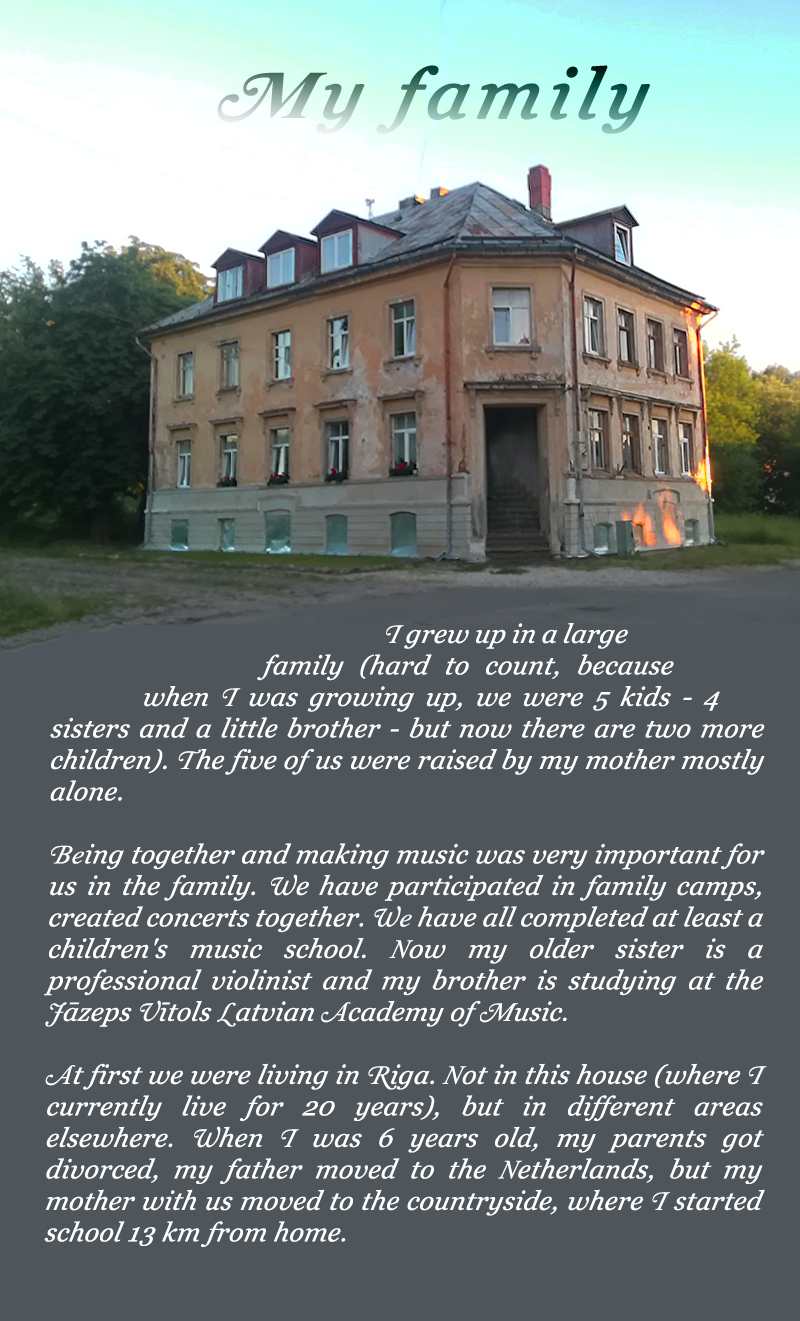 My family
I grew up in a large
family (hard to count, because
when I was growing up, we were 5 kids - 4
sisters and a little brother - but now there are two more
children). The five of us were raised by my mother mostly
alone.
Being together and making music was very important for
us in the family. We have participated in family camps,
created concerts together. We have all completed at least a
children's music school. Now my older sister is a
professional violinist and my brother is studying at the
Jāzeps Vītols Latvian Academy of Music.
At first we were living in Riga. Not in this house (where I
currently live for 20 years), but in different areas
elsewhere. When I was 6 years old, my parents got
divorced, my father moved to the Netherlands, but my
mother with us moved to the countryside, where I started
school 13 km from home.